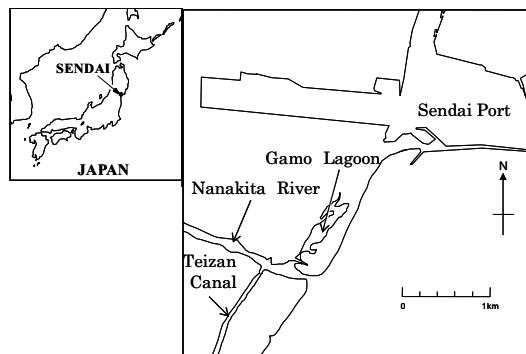 SENDAI
JAPAN
Sendai Port
Gamo Lagoon
Nanakita River
N
Teizan
Canal
0 1km